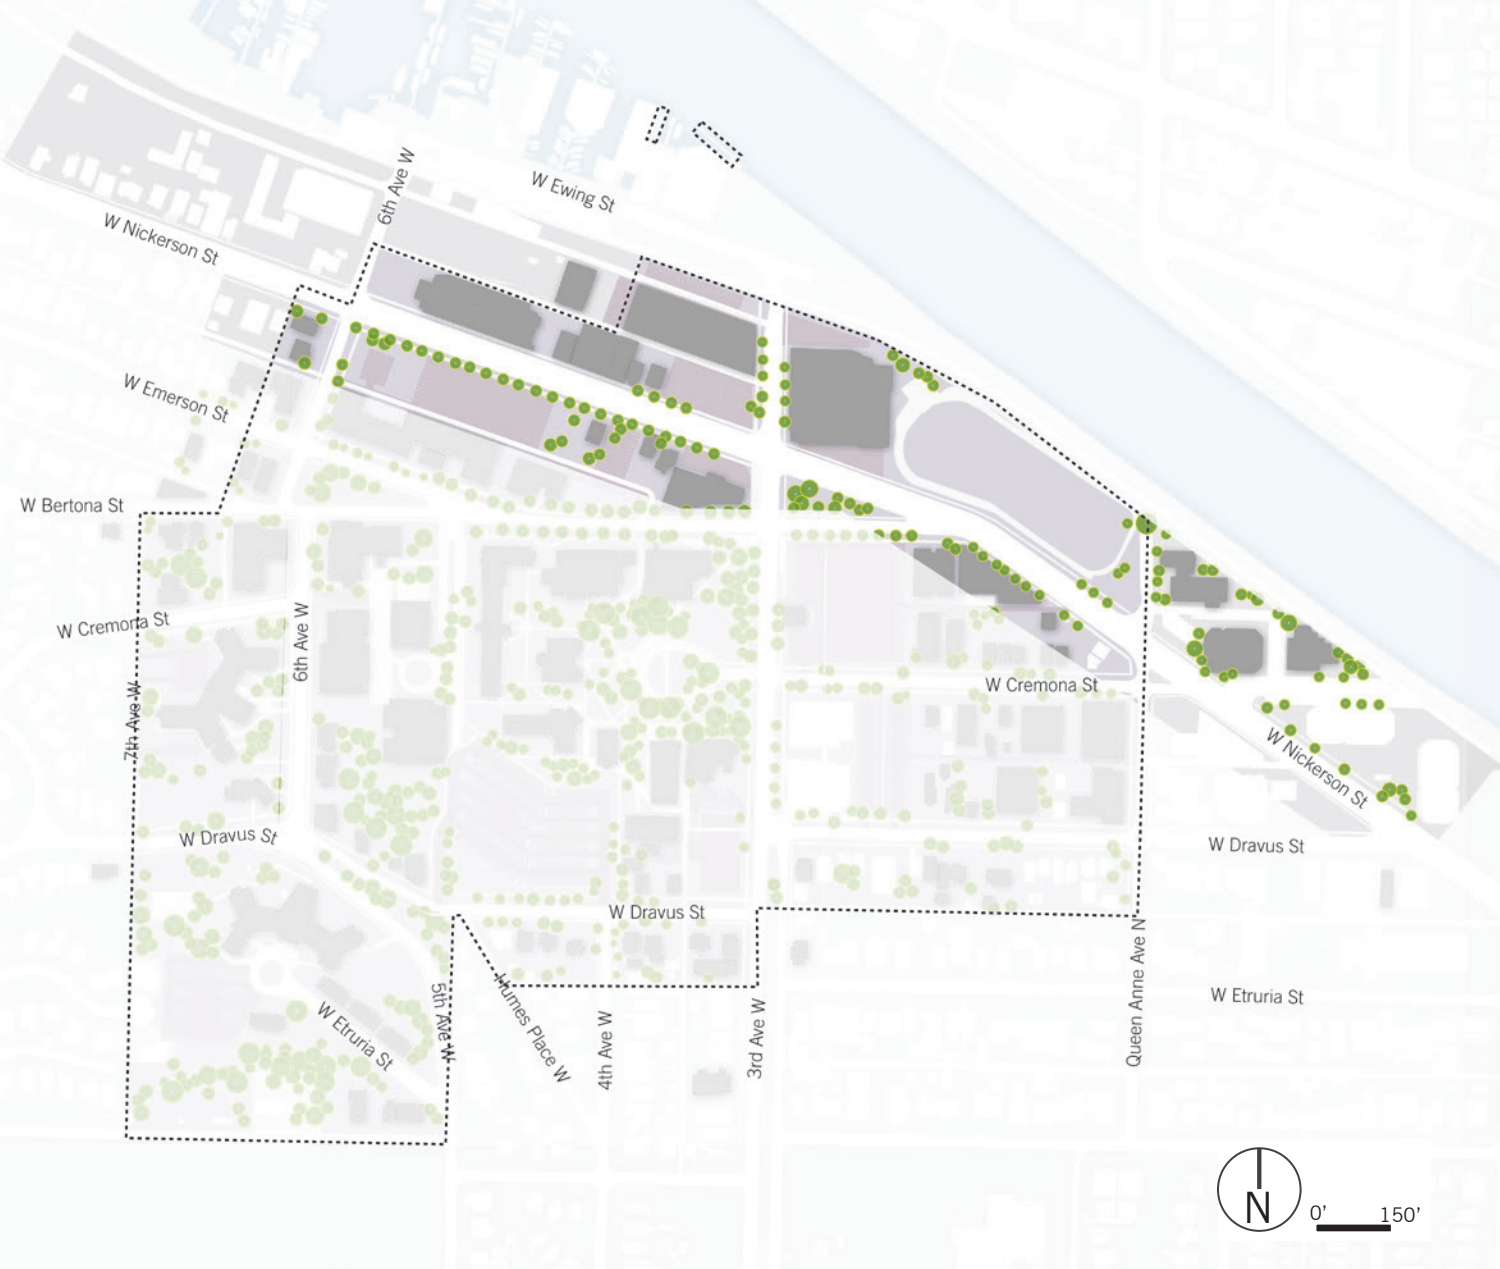 6th Ave W
W Ewing St
W Nickerson St
W Emerson St
W Bertona St
W Cremona St
6th Ave W
7th Ave W
W Cremona St
W Nickerson St
W Dravus St
W Dravus St
W Dravus St
5th Ave W
Humes Place W
W Etruria St
W Etruria St
4th Ave W
3rd Ave W
Queen Anne Ave N
N
0' 150'